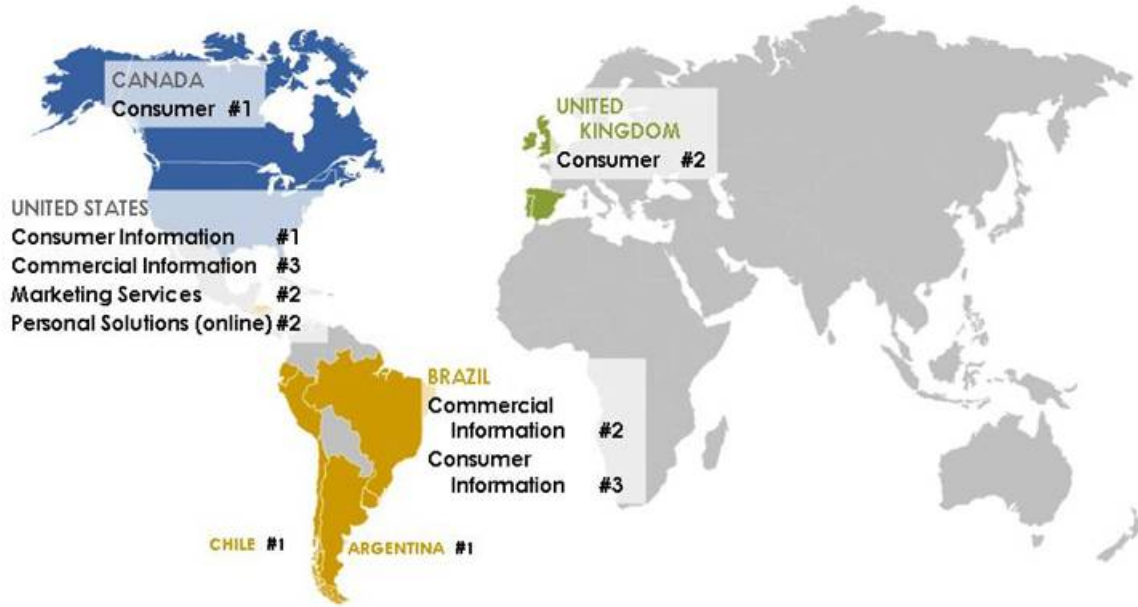 CANADA
Consumer #1
UNITED STATES
Consumer Information #1
Commercial Information #3
Marketing Services #2
Personal Solutions (online) #2
UNITED
KINGDOM
Consumer #2
BRAZIL
Commercial
Information #2
Consumer
Information #3
CHILE #1
ARGENTINA #1